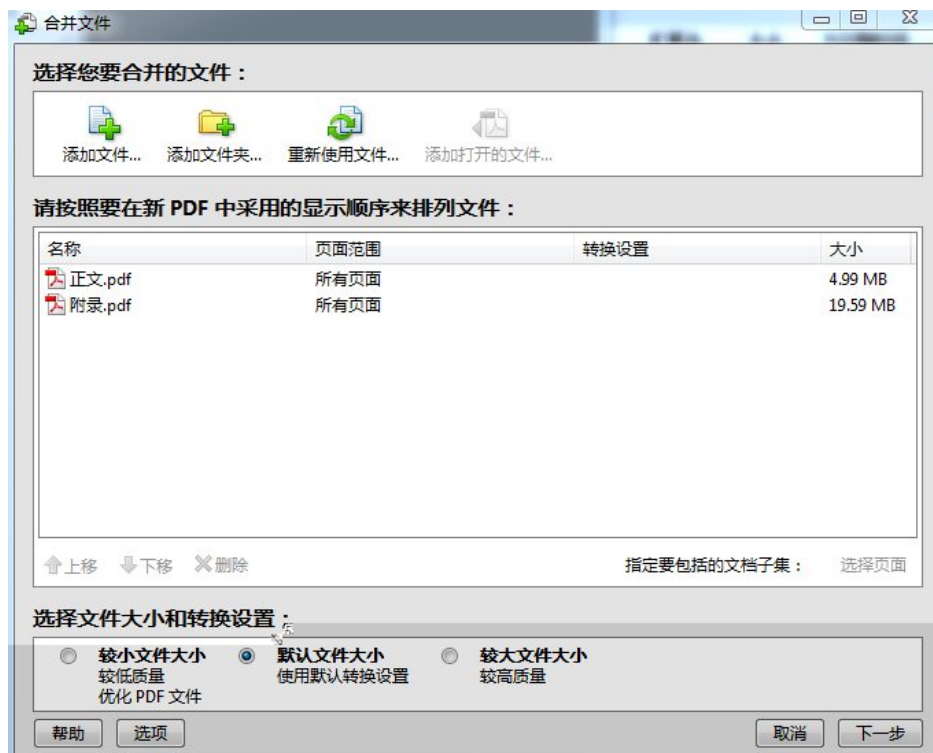 合并文件
选择您要合并的文件：
添加文件... 添加文件夹... 重新使用文件... 添加打开的文件...
请按照要在新 PDF 中采用的显示顺序来排列文件：
名称 页面范围 转换设置 大小
正文.pdf 所有页面 4.99 MB
附录.pdf 所有页面 19.59 MB
上移 下移 删除 指定要包括的文档子集： 选择页面
选择文件大小和转换设置：
较小文件大小 默认文件大小 较大文件大小
较低质量 使用默认转换设置 较高质量
优化 PDF 文件
帮助 选项 取消 下一步